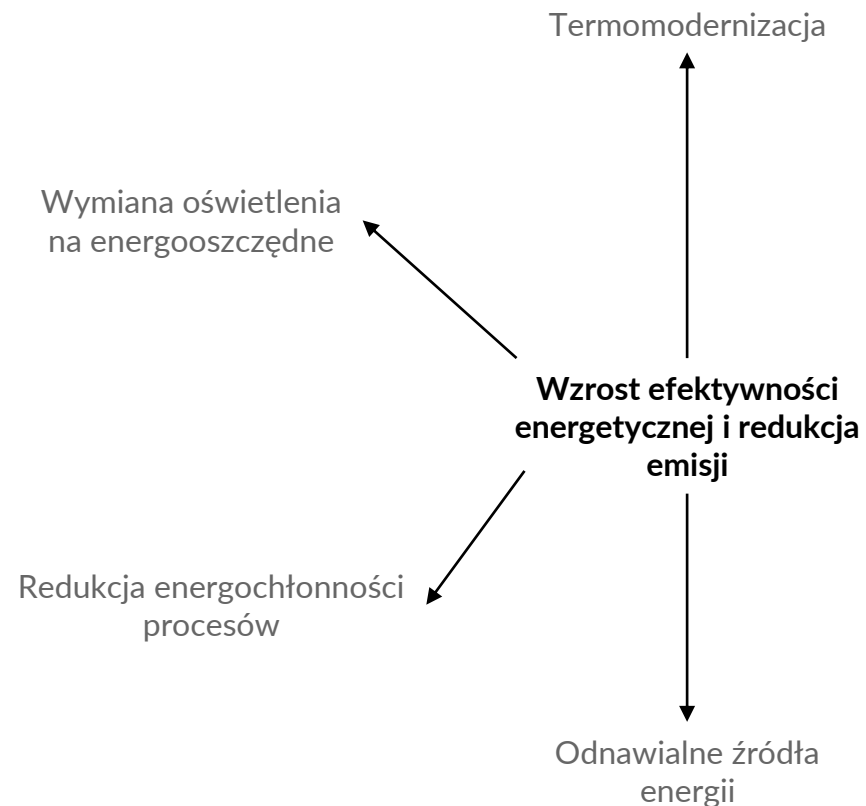 Termomodernizacja
Wymiana oświetlenia
na energooszczędne
Wzrost efektywności
energetycznej i redukcja
emisji
Redukcja energochłonności
procesów
Odnawialne źródła
energii